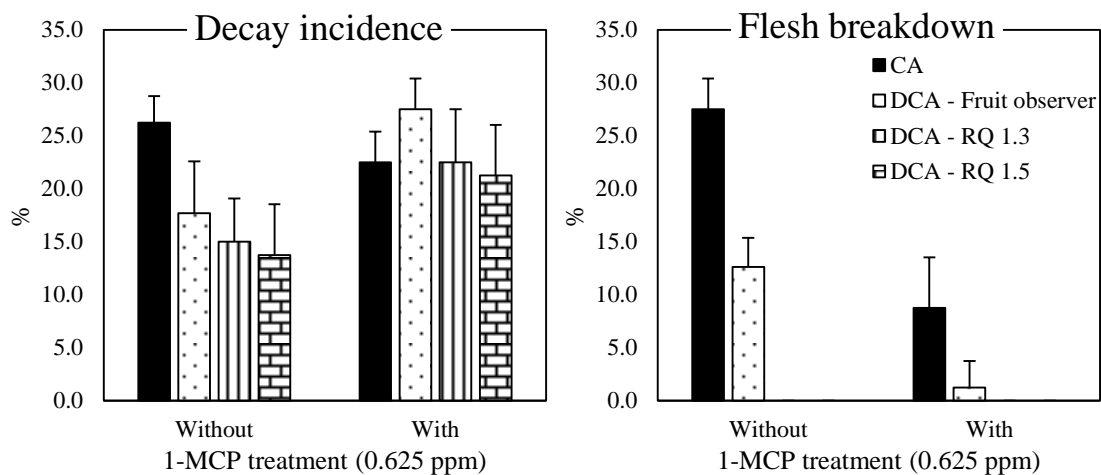 Decay incidence
35.0
30.0
25.0
20.0
15.0
10.0
5.0
0.0
%
Without
With
1-MCP treatment (0.625 ppm)
Flesh breakdown
35.0
30.0
25.0
20.0
15.0
10.0
5.0
0.0
%
CA
DCA - Fruit observer
DCA - RQ 1.3
DCA - RQ 1.5
Without
With
1-MCP treatment (0.625 ppm)